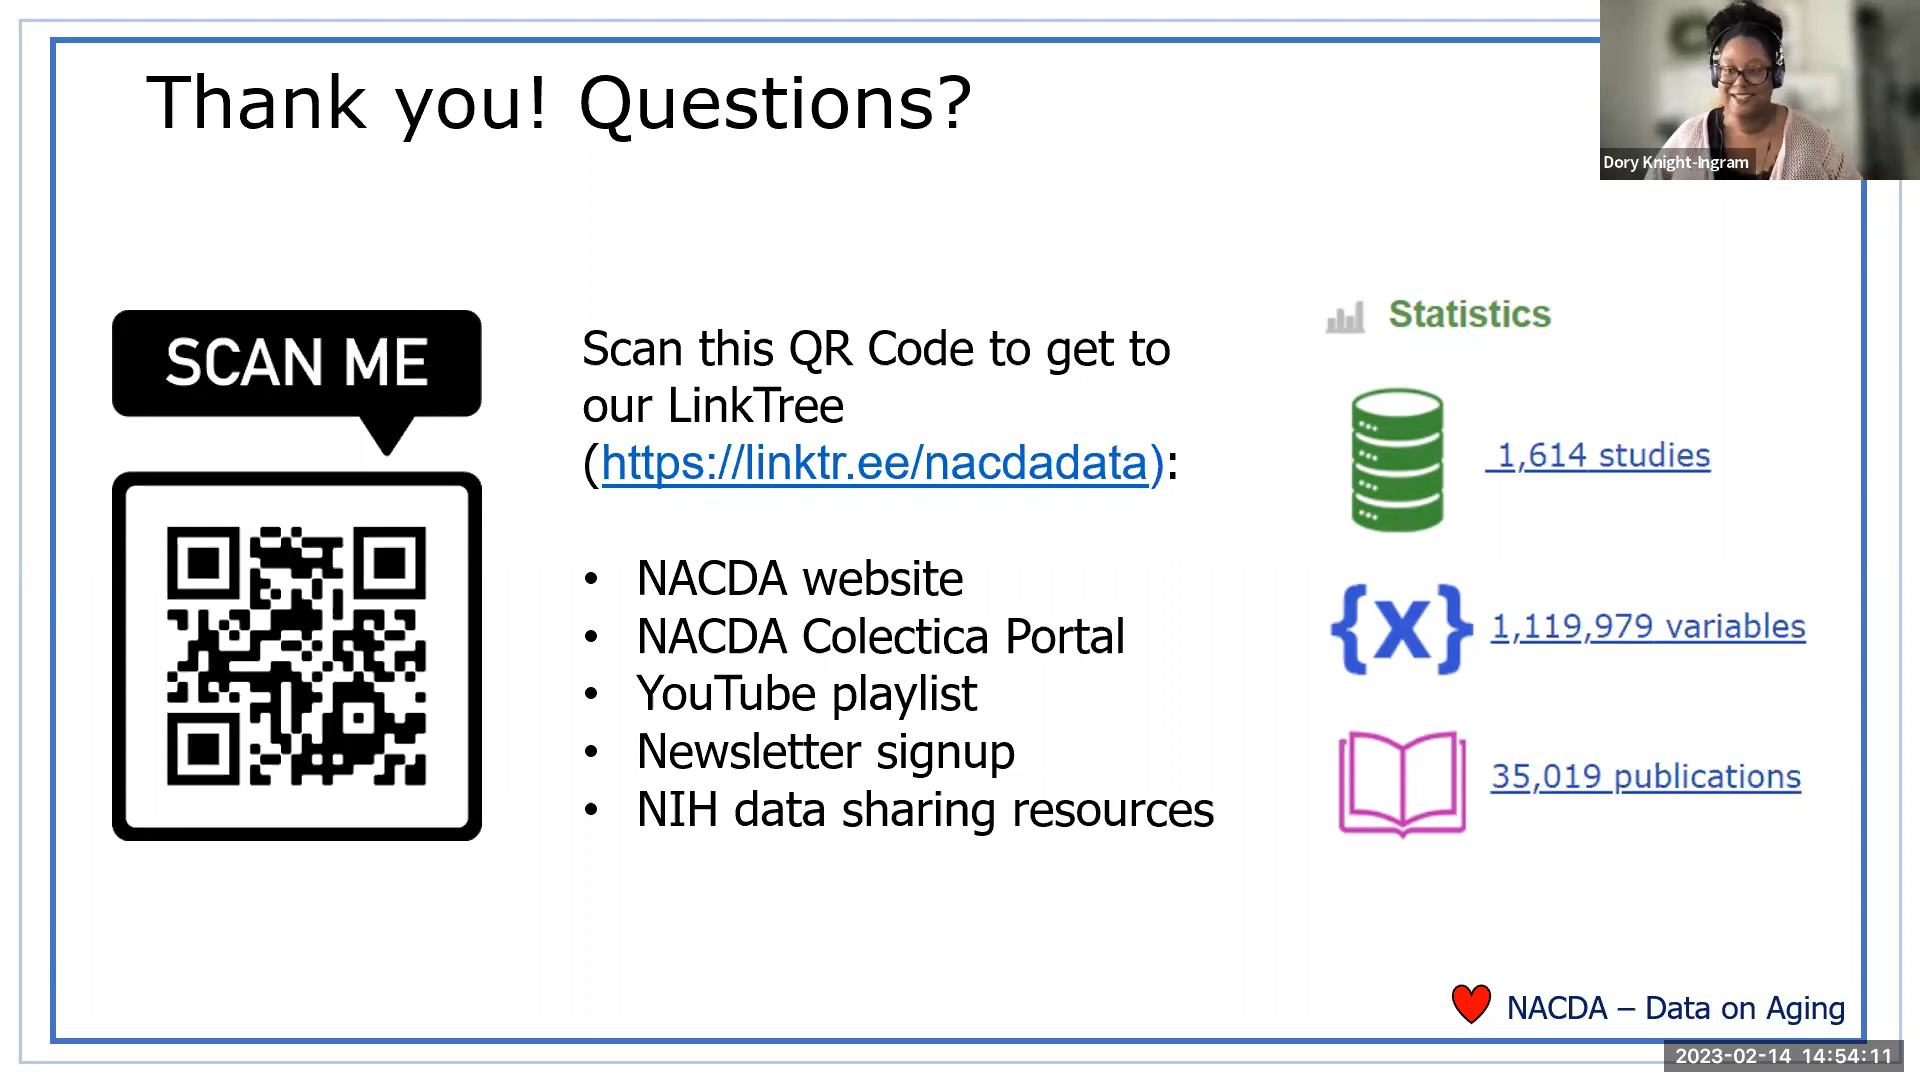 Thank you! Questions?
Dory Knight-Ingram
SCAN ME
Scan this QR Code to get to
our LinkTree
(https://linktr.ee/nacdadata):
• NACDA website
• NACDA Colectica Portal
• YouTube playlist
• Newsletter signup
• NIH data sharing resources
Statistics
1,614 studies
{x} 1,119,979 variables
35,019 publications
NACDA – Data on Aging
2023-02-14 14:54:11